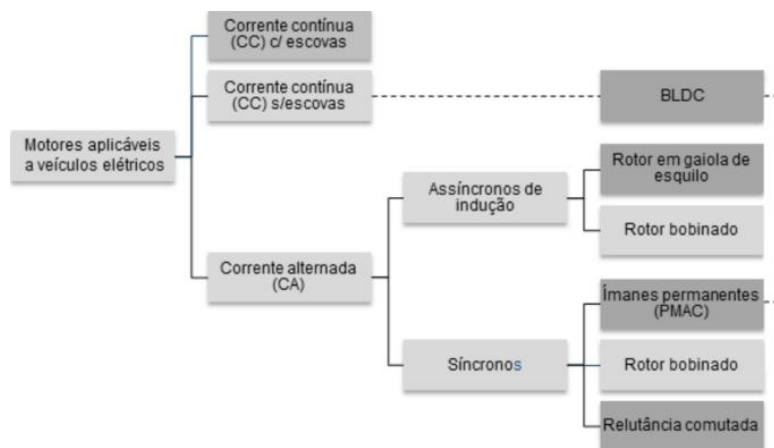 Corrente contínua
(CC) c/ escovas
Corrente contínua
(CC) s/escovas
BLDC
Motores aplicáveis
a veículos elétricos
Rotor em gaiola de
esquilo
Assíncronos de
indução
Rotor bobinado
Corrente alternada
(CA)
Ímanes permanentes
(PMAC)
Síncronos
Rotor bobinado
Relutância comutada